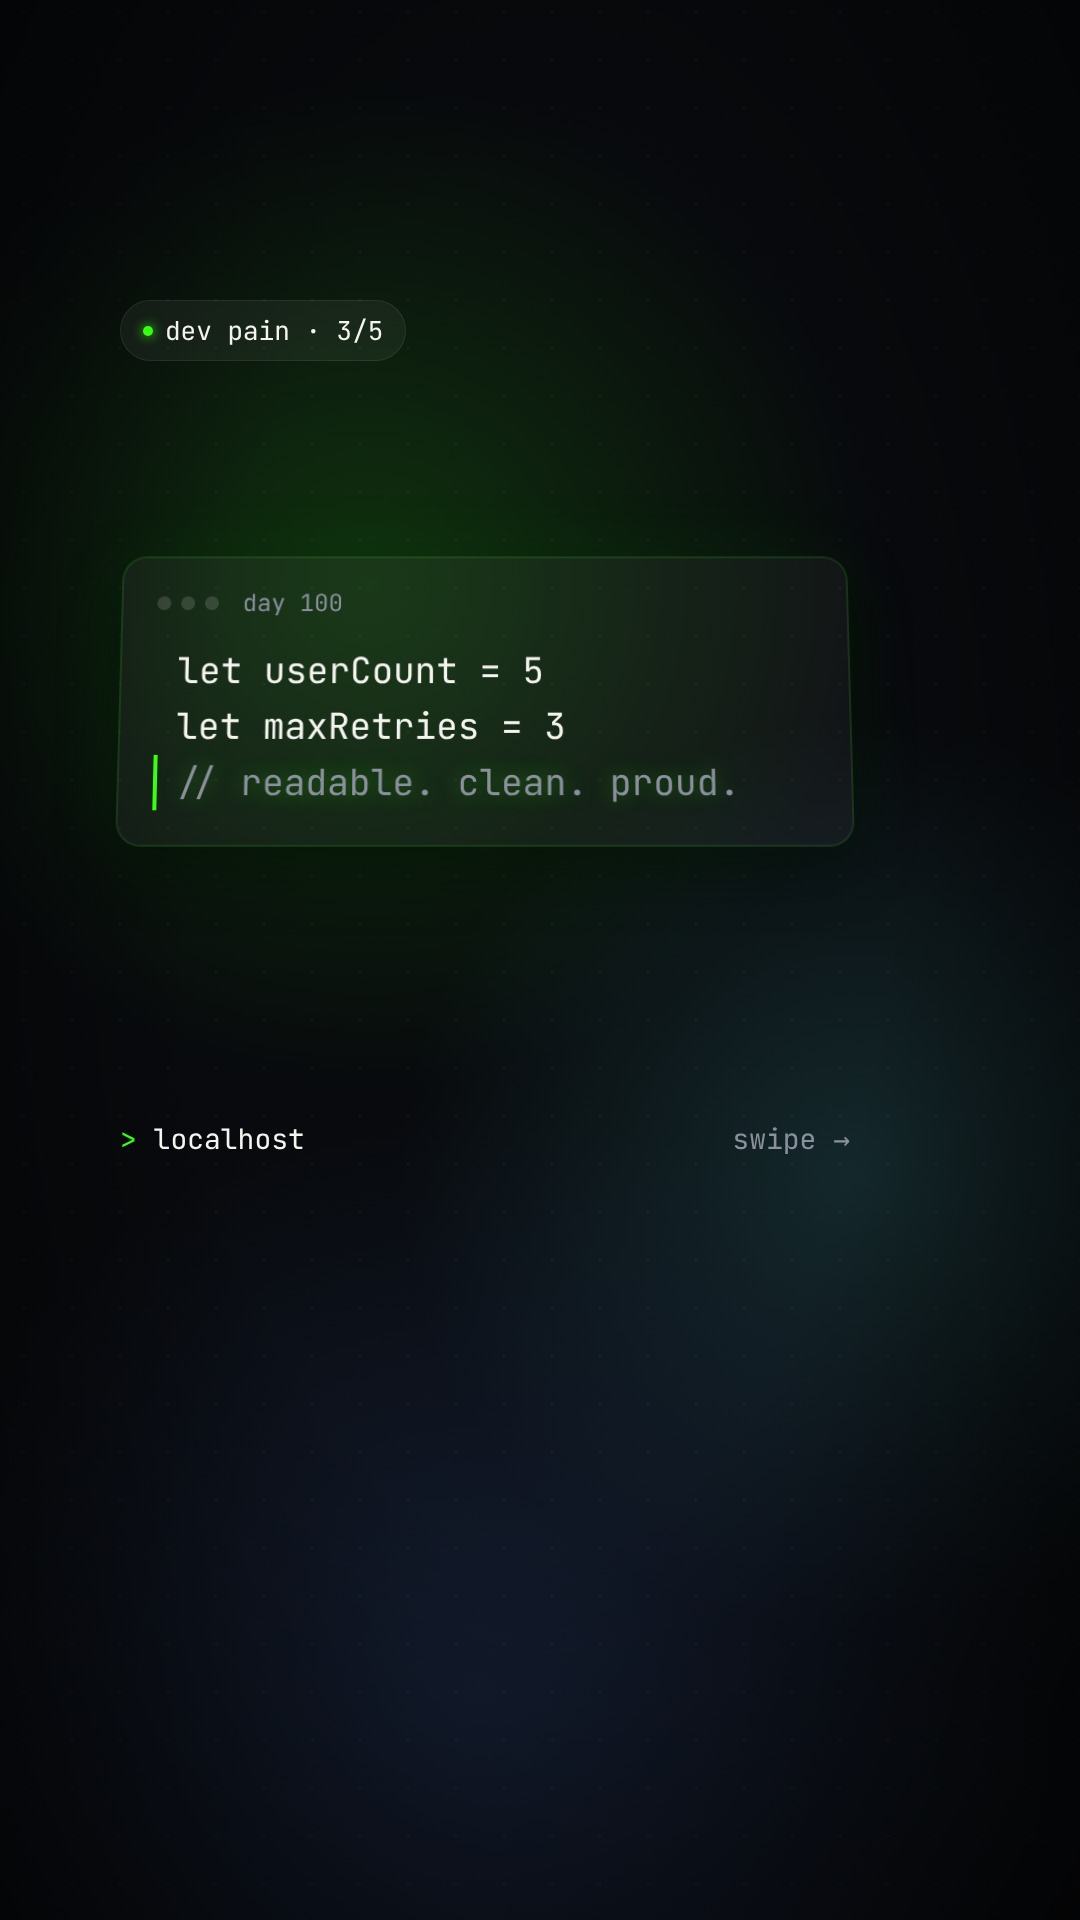 dev pain · 3/5
day 100
let userCount = 5
let maxRetries = 3
// readable. clean. proud.
> localhost
swipe →